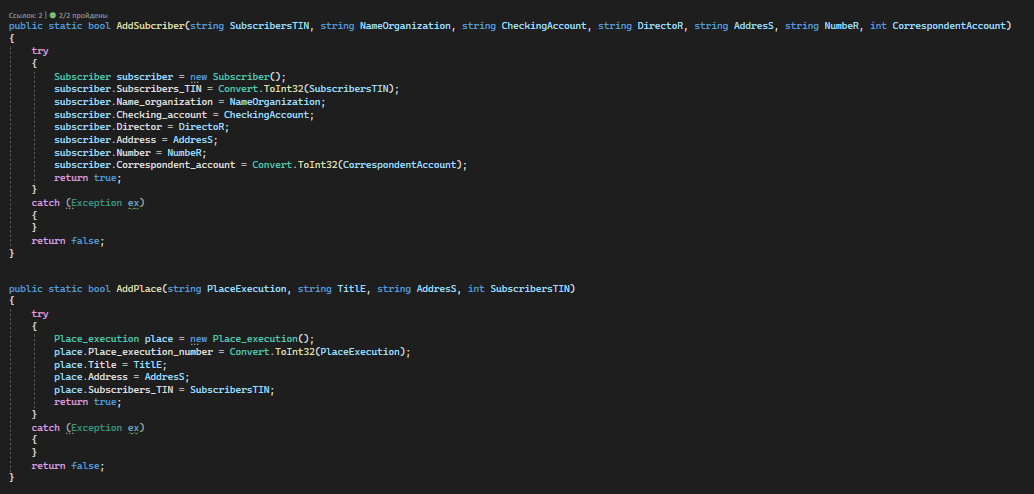 Ссылок: 2 | 2/2 пройдены
public static bool AddSubcriber(string SubscribersTIN, string NameOrganization, string CheckingAccount, string DirectoR, string AddresS, string NumbeR, int CorrespondentAccount)
{
try
{
Subscriber subscriber = new Subscriber();
subscriber.Subscribers_TIN = Convert.ToInt32(SubscribersTIN);
subscriber.Name_organization = NameOrganization;
subscriber.Checking_account = CheckingAccount;
subscriber.Director = DirectoR;
subscriber.Address = AddresS;
subscriber.Number = NumbeR;
subscriber.Correspondent_account = Convert.ToInt32(CorrespondentAccount);
return true;
}
catch (Exception ex)
{
}
return false;
}
public static bool AddPlace(string PlaceExecution, string TitlE, string AddresS, int SubscribersTIN)
{
try
{
Place_execution place = new Place_execution();
place.Place_execution_number = Convert.ToInt32(PlaceExecution);
place.Title = TitlE;
place.Address = AddresS;
place.Subscribers_TIN = SubscribersTIN;
return true;
}
catch (Exception ex)
{
}
return false;
}